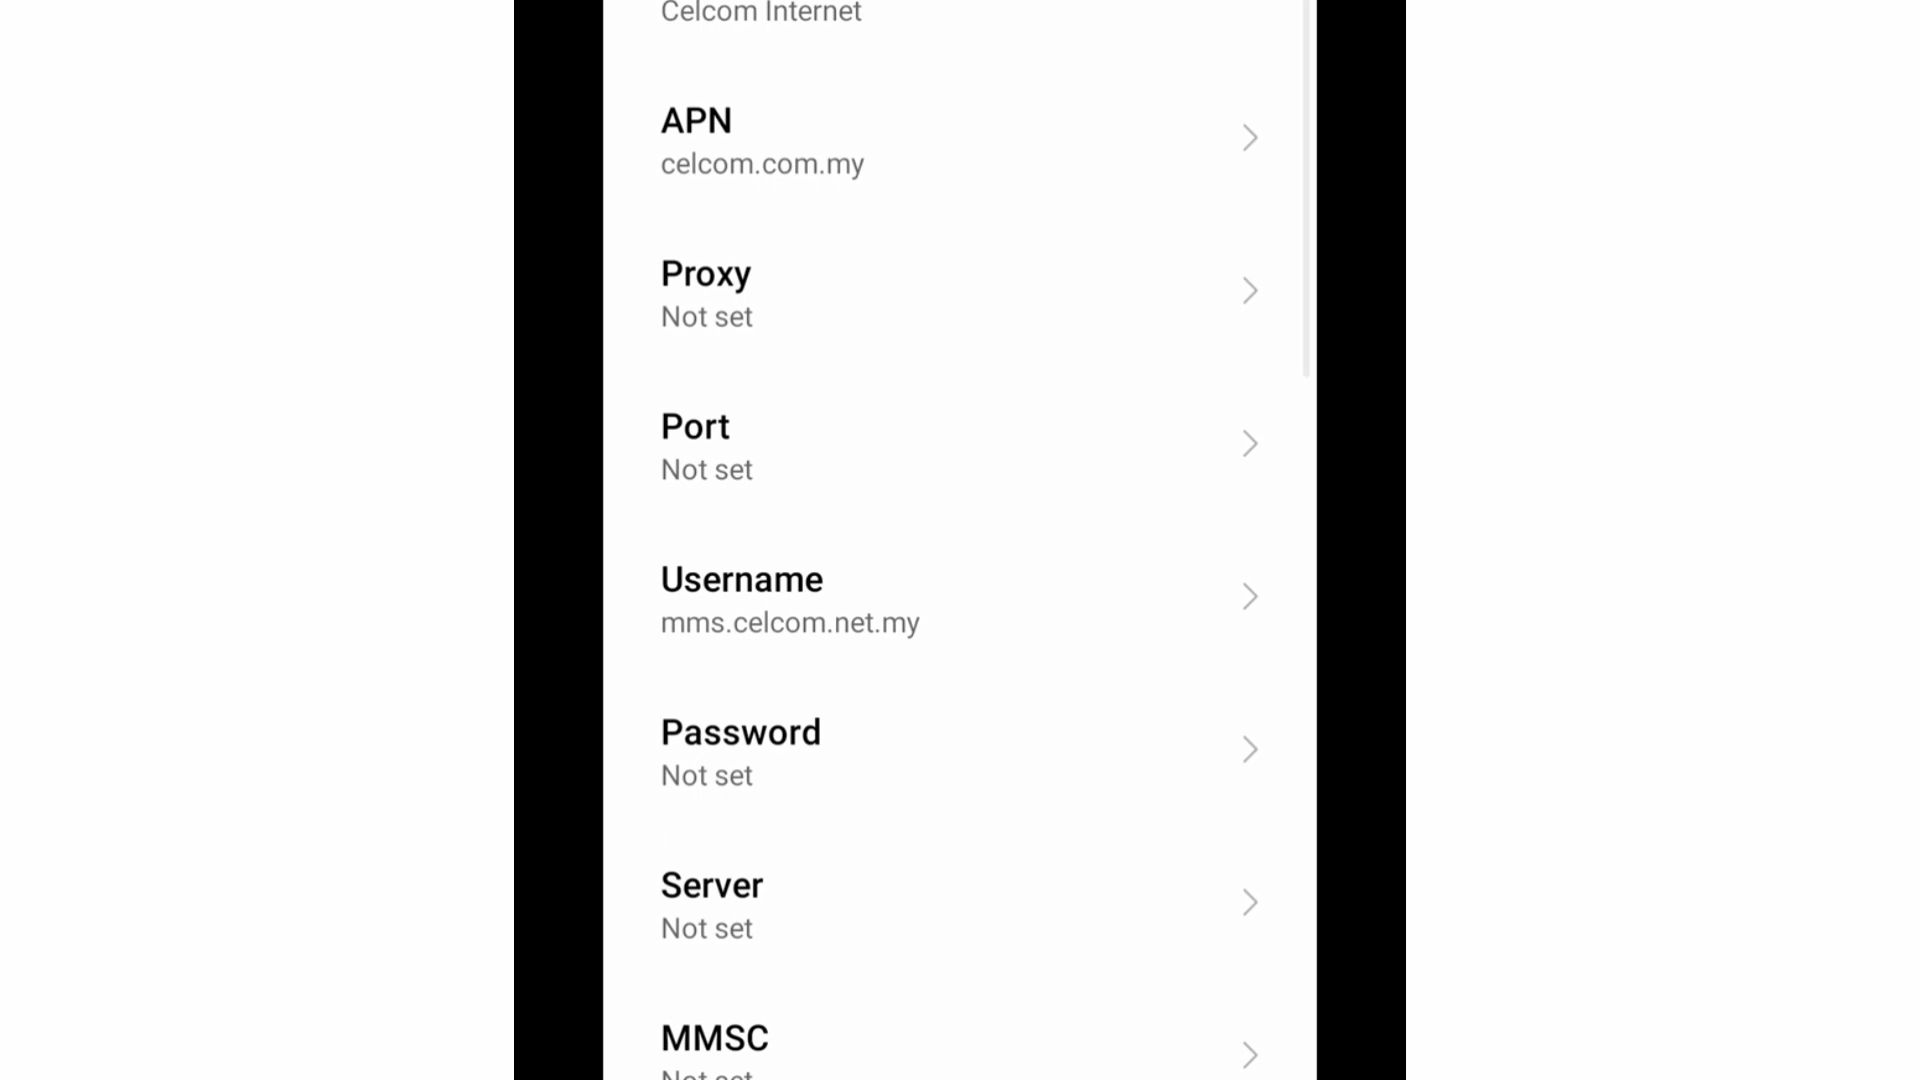 Celcom Internet
APN
celcom.com.my
Proxy
Not set
Port
Not set
Username
mms.celcom.net.my
Password
Not set
Server
Not set
MMSC
Not set